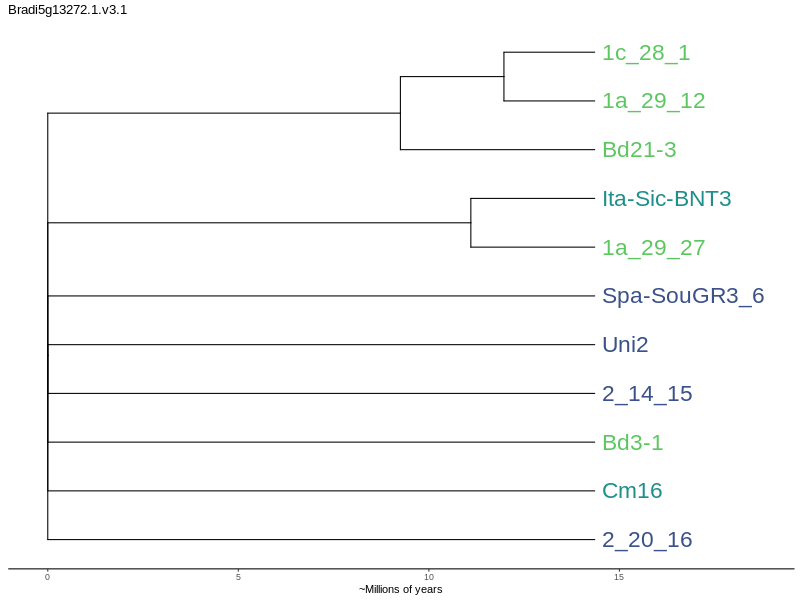 Bradi5g13272.1.v3.1
1c_28_1
1a_29_12
Bd21-3
Ita-Sic-BNT3
1a_29_27
Spa-SouGR3_6
Uni2
2_14_15
Bd3-1
Cm16
2_20_16
0 5 10 15
~Millions of years